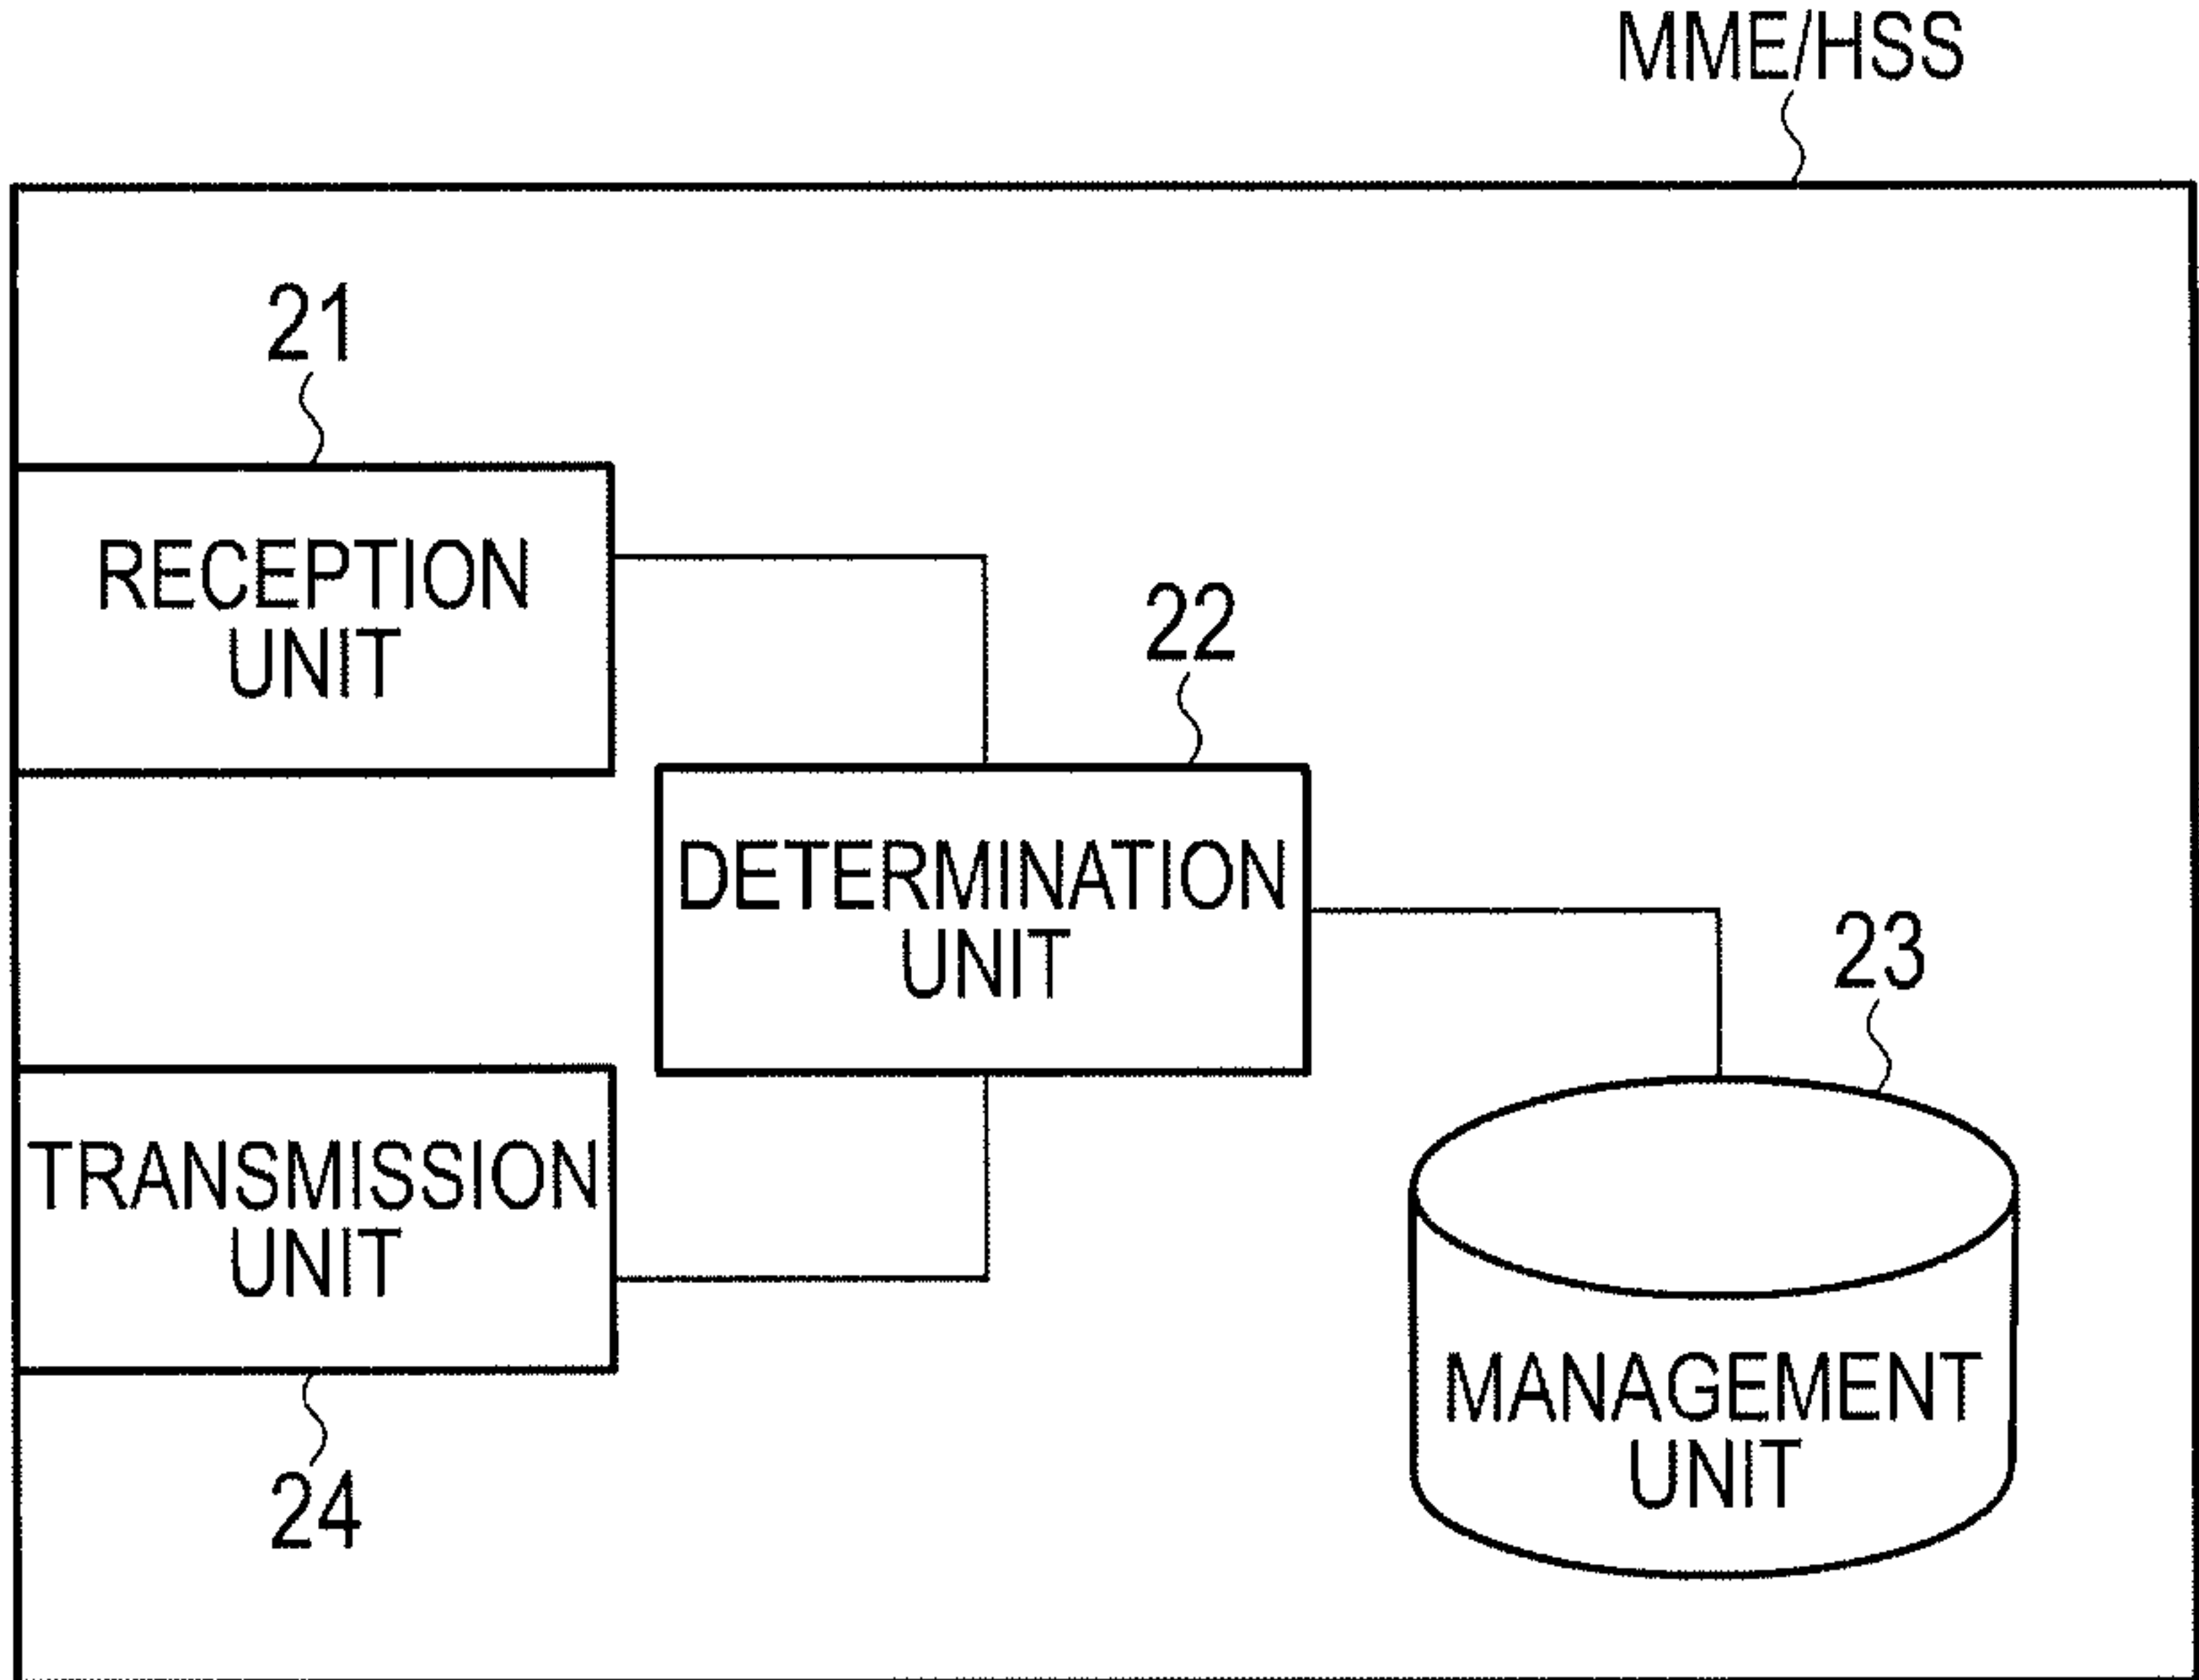 MME/HSS
21
RECEPTION
UNIT
22
DETERMINATION
UNIT
23
TRANSMISSION
UNIT
MANAGEMENT
UNIT
24